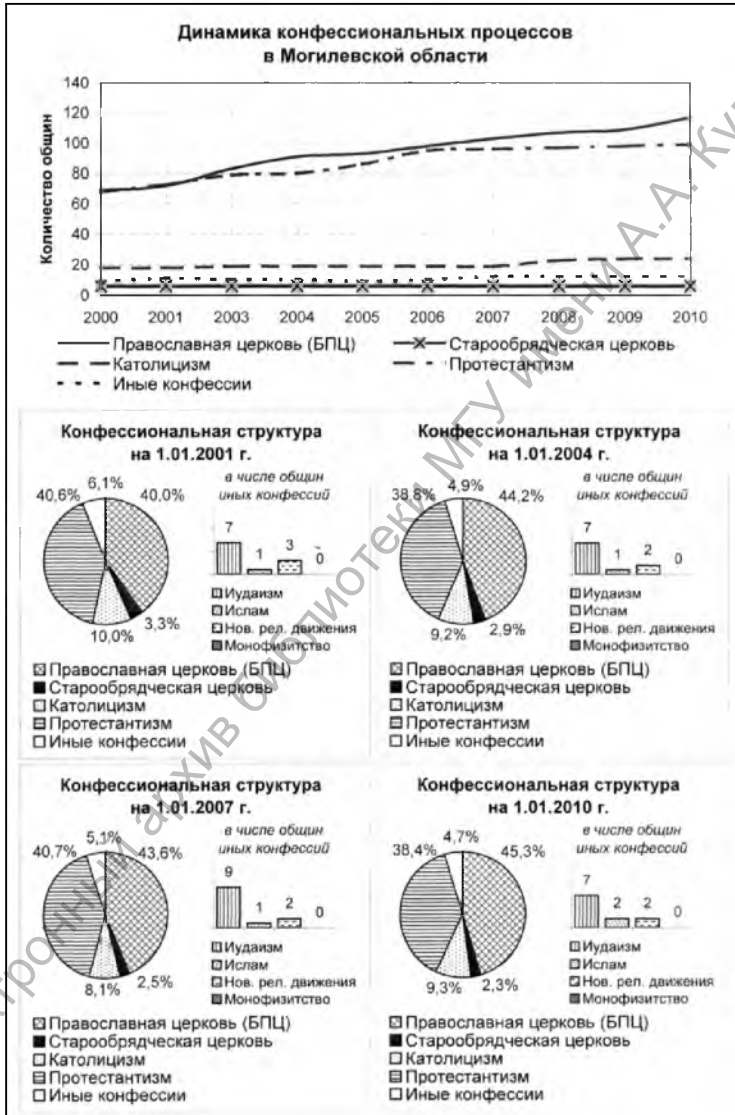 Динамика конфессиональных процессов
в Могилевской области
Количество общин
140
120
100
80
60
40
20
0
2000 2001 2003 2004 2005 2006 2007 2008 2009 2010
Православная церковь (БПЦ)
Старообрядческая церковь
Католицизм
Протестантизм
Иные конфессии
Конфессиональная структура
на 1.01.2001 г.
6,1%
40,6%
40,0%
3,3%
10,0%
в числе общин
иных конфессий
7
1
3
0
Иудаизм
Ислам
Нов. рел. движения
Монофизитство
Православная церковь (БПЦ)
Старообрядческая церковь
Католицизм
Протестантизм
Иные конфессии
Конфессиональная структура
на 1.01.2004 г.
4,9%
38,8%
44,2%
2,9%
9,2%
в числе общин
иных конфессий
7
1
2
0
Иудаизм
Ислам
Нов. рел. движения
Монофизитство
Православная церковь (БПЦ)
Старообрядческая церковь
Католицизм
Протестантизм
Иные конфессии
Конфессиональная структура
на 1.01.2007 г.
5,1%
40,7%
43,6%
2,5%
8,1%
в числе общин
иных конфессий
9
1
2
0
Иудаизм
Ислам
Нов. рел. движения
Монофизитство
Православная церковь (БПЦ)
Старообрядческая церковь
Католицизм
Протестантизм
Иные конфессии
Конфессиональная структура
на 1.01.2010 г.
4,7%
38,4%
45,3%
2,3%
9,3%
в числе общин
иных конфессий
7
2
2
0
Иудаизм
Ислам
Нов. рел. движения
Монофизитство
Православная церковь (БПЦ)
Старообрядческая церковь
Католицизм
Протестантизм
Иные конфессии
архив библиотеки МГУ имени А.А.